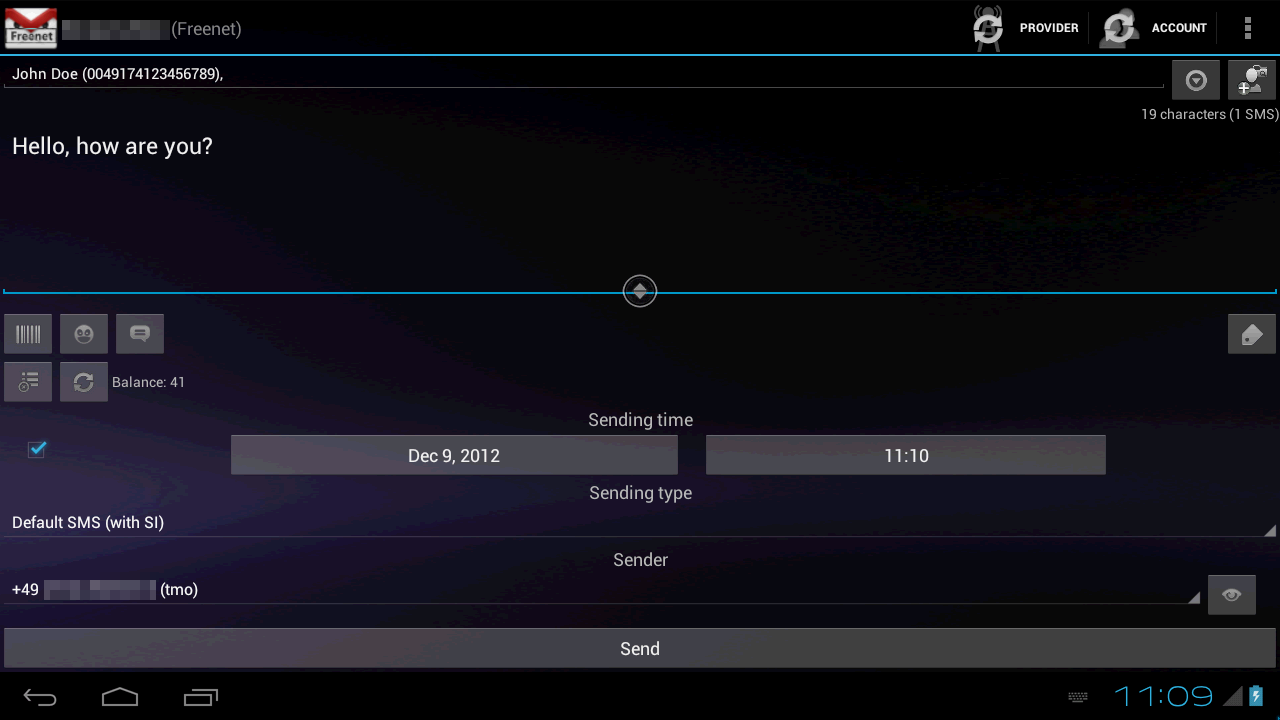 Freenet
(Freenet)
PROVIDER
ACCOUNT
John Doe (0049174123456789),
19 characters (1 SMS)
Hello, how are you?
Balance: 41
Sending time
Dec 9, 2012
11:10
Sending type
Default SMS (with SI)
Sender
+49 (tmo)
Send
11:09